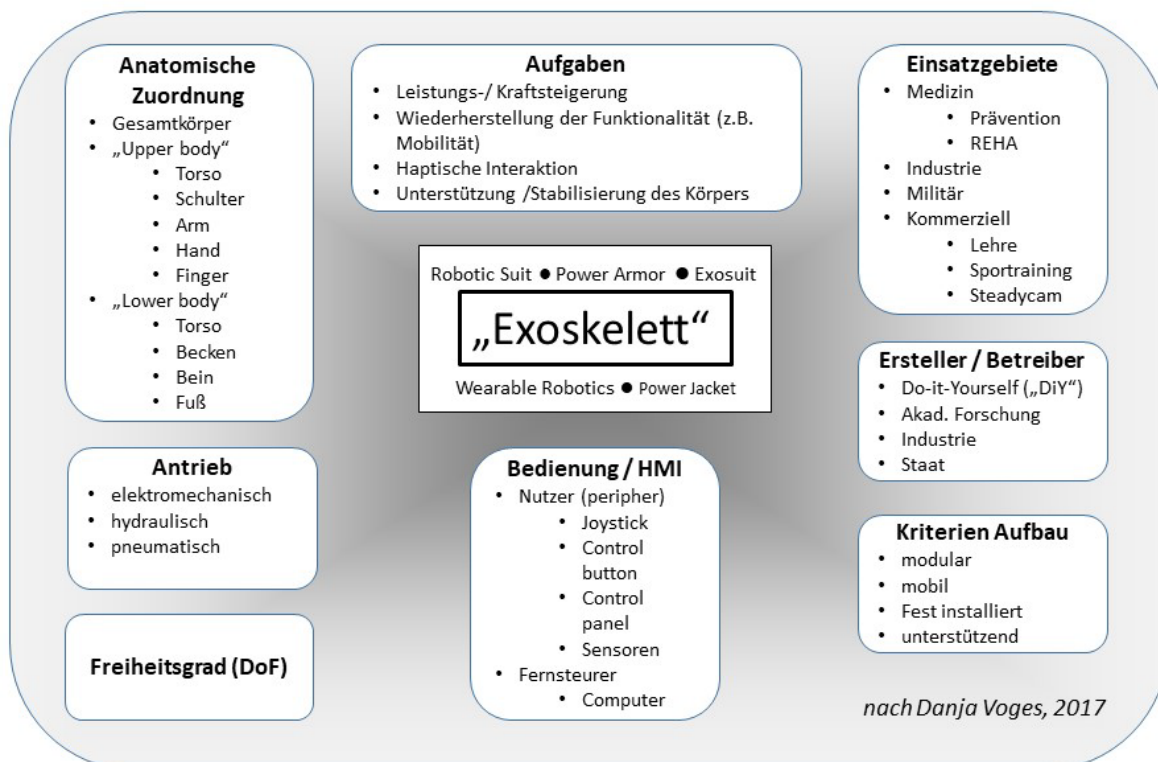 Anatomische
Zuordnung
• Gesamtkörper
• „Upper body“
• Torso
• Schulter
• Arm
• Hand
• Finger
• „Lower body“
• Torso
• Becken
• Bein
• Fuß
Aufgaben
• Leistungs-/ Kraftsteigerung
• Wiederherstellung der Funktionalität (z.B.
Mobilität)
• Haptische Interaktion
• Unterstützung /Stabilisierung des Körpers
Einsatzgebiete
• Medizin
• Prävention
• REHA
• Industrie
• Militär
• Kommerziell
• Lehre
• Sportraining
• Steadycam
Robotic Suit ● Power Armor ● Exosuit
„Exoskelett“
Wearable Robotics ● Power Jacket
Ersteller / Betreiber
• Do-it-Yourself („DiY“)
• Akad. Forschung
• Industrie
• Staat
Antrieb
• elektromechanisch
• hydraulisch
• pneumatisch
Bedienung / HMI
• Nutzer (peripher)
• Joystick
• Control
button
• Control
panel
• Sensoren
• Fernsteurer
• Computer
Kriterien Aufbau
• modular
• mobil
• Fest installiert
• unterstützend
Freiheitsgrad (DoF)
nach Danja Voges, 2017